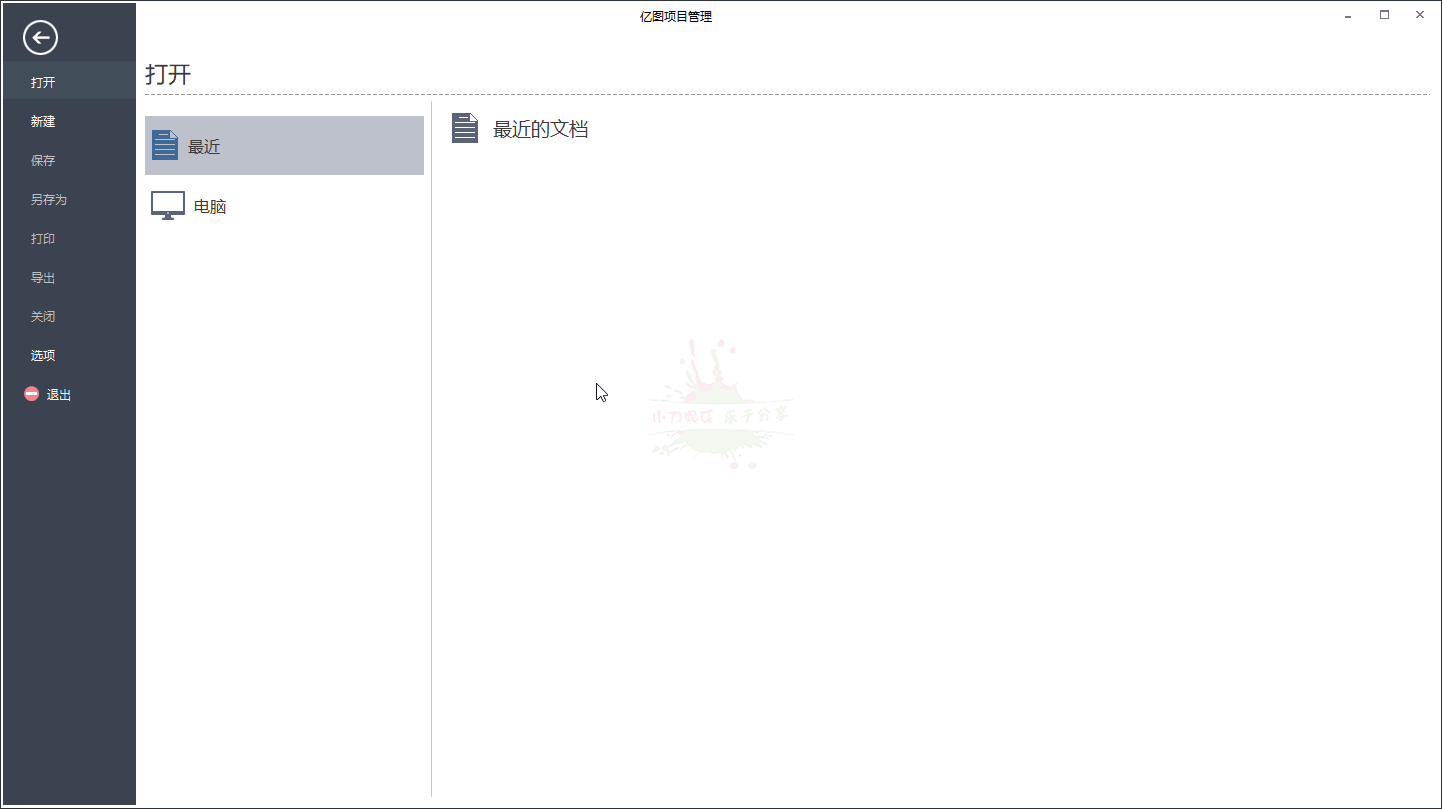 亿图项目管理
打开
新建
保存
另存为
打印
导出
关闭
选项
退出
打开
最近
电脑
最近的文档
小刀娱乐 乐于分享